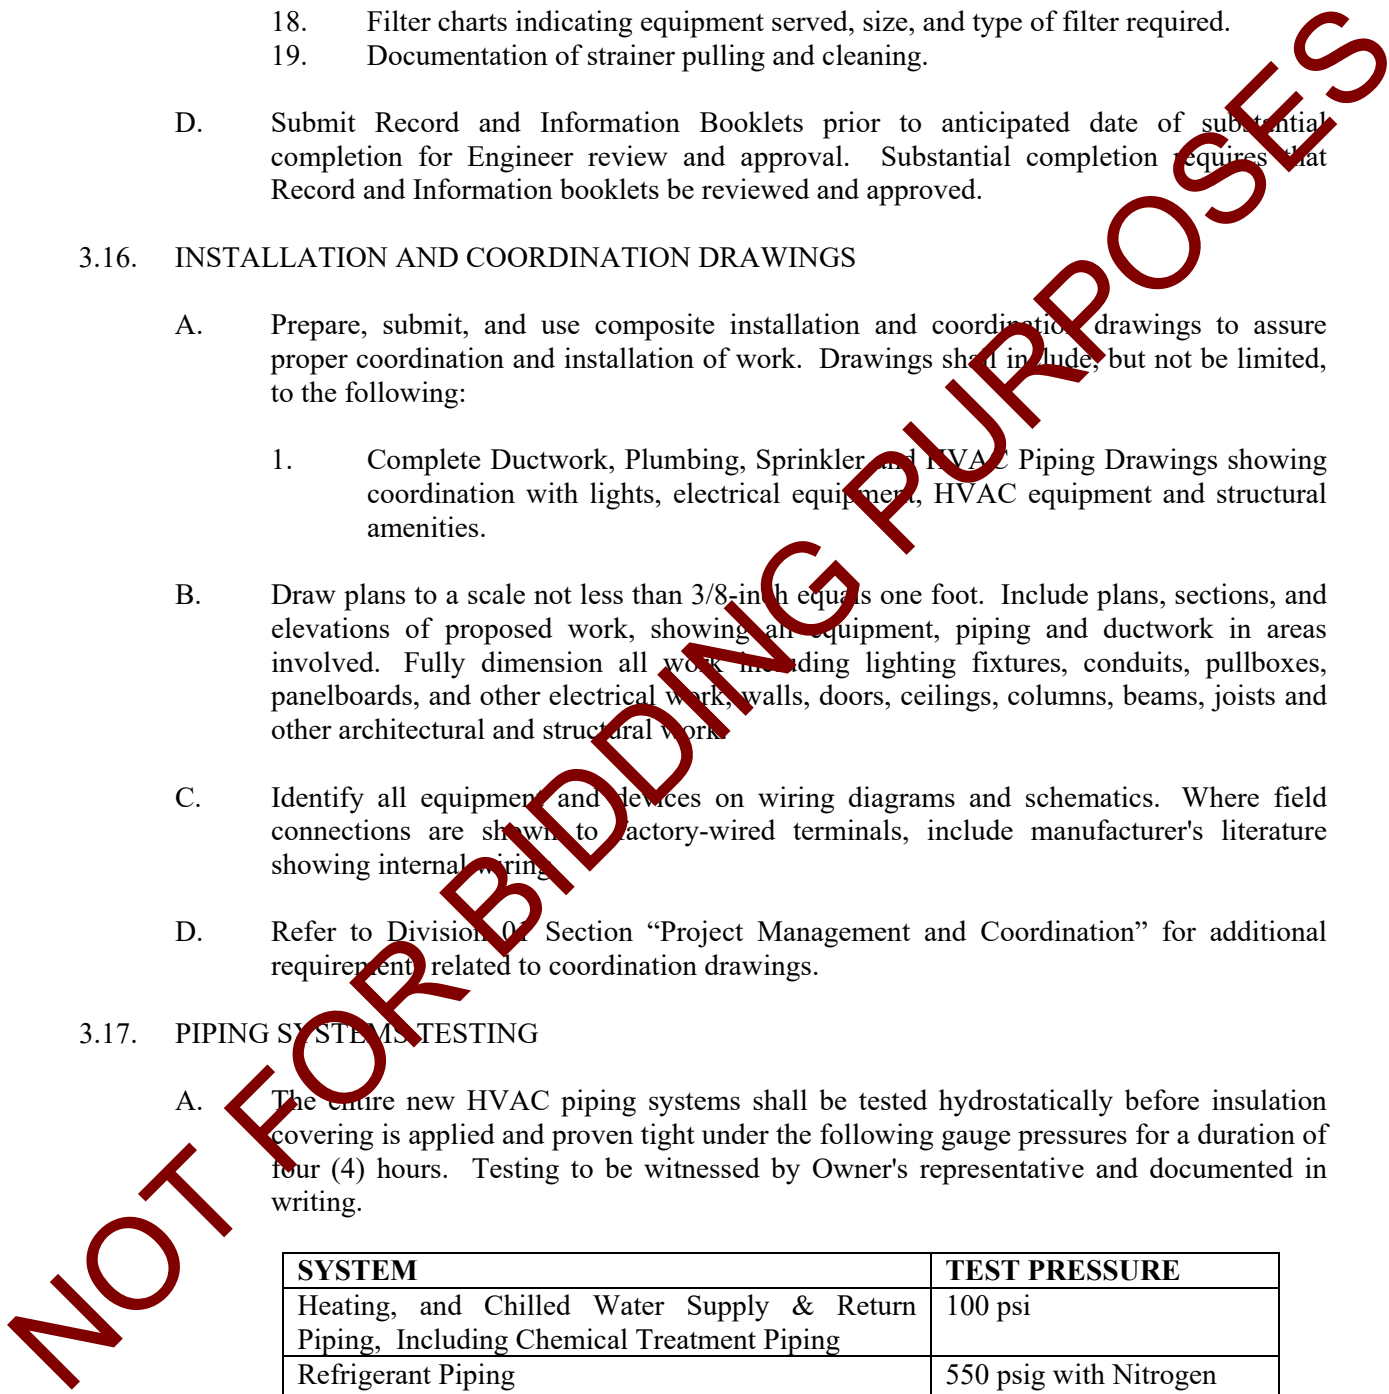 18. Filter charts indicating equipment served, size, and type of filter required.
19. Documentation of strainer pulling and cleaning.
D. Submit Record and Information Booklets prior to anticipated date of substantial
completion for Engineer review and approval. Substantial completion requires that
Record and Information booklets be reviewed and approved.
3.16. INSTALLATION AND COORDINATION DRAWINGS
A. Prepare, submit, and use composite installation and coordination drawings to assure
proper coordination and installation of work. Drawings shall include, but not be limited,
to the following:
1. Complete Ductwork, Plumbing, Sprinkler and HVAC Piping Drawings showing
coordination with lights, electrical equipment, HVAC equipment and structural
amenities.
B. Draw plans to a scale not less than 3/8-inch equals one foot. Include plans, sections, and
elevations of proposed work, showing all equipment, piping and ductwork in areas
involved. Fully dimension all work including lighting fixtures, conduits, pullboxes,
panelboards, and other electrical work, walls, doors, ceilings, columns, beams, joists and
other architectural and structural work.
C. Identify all equipment and devices on wiring diagrams and schematics. Where field
connections are shown to factory-wired terminals, include manufacturer's literature
showing internal wiring.
D. Refer to Division 01 Section “Project Management and Coordination” for additional
requirements related to coordination drawings.
3.17. PIPING SYSTEMS TESTING
A. The entire new HVAC piping systems shall be tested hydrostatically before insulation
covering is applied and proven tight under the following gauge pressures for a duration of
four (4) hours. Testing to be witnessed by Owner's representative and documented in
writing.
SYSTEM TEST PRESSURE
Heating, and Chilled Water Supply & Return 100 psi
Piping, Including Chemical Treatment Piping
Refrigerant Piping 550 psig with Nitrogen
NOT FOR BIDDING PURPOSES